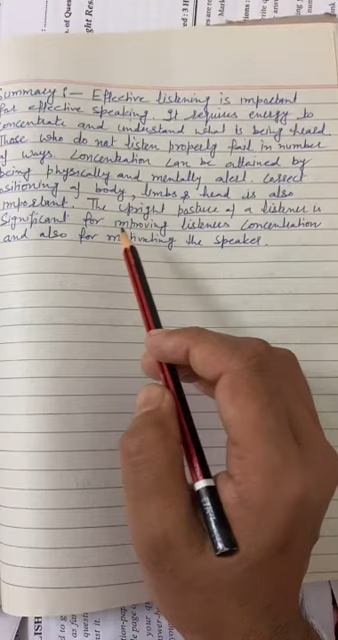 Summary :- Effective listening is important
for effective speaking. It requires energy to
concentrate and understand what is being heard.
Those who do not listen properly fail in number
of ways. Concentration can be attained by
being physically and mentally alert. Correct
positioning of body, limbs & head is also
important. The upright posture of a listener is
significant for improving listeners concentration
and also for motivating the speaker.